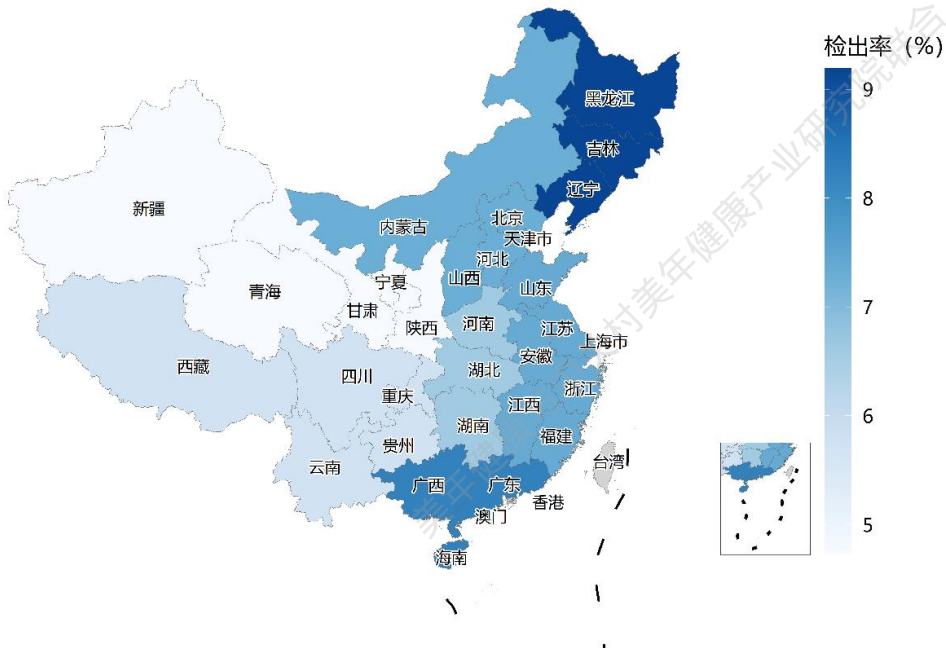 检出率 (%)
9
8
7
6
5
黑龙江
吉林
辽宁
新疆
内蒙古
北京
天津市
河北
宁夏
山西
青海
山东
甘肃
陕西
河南
江苏
上海市
安徽
西藏
四川
湖北
重庆
浙江
江西
湖南
福建
贵州
云南
台湾
广西
广东
香港
澳门
海南
村美年健康产业研究院联合
美年健